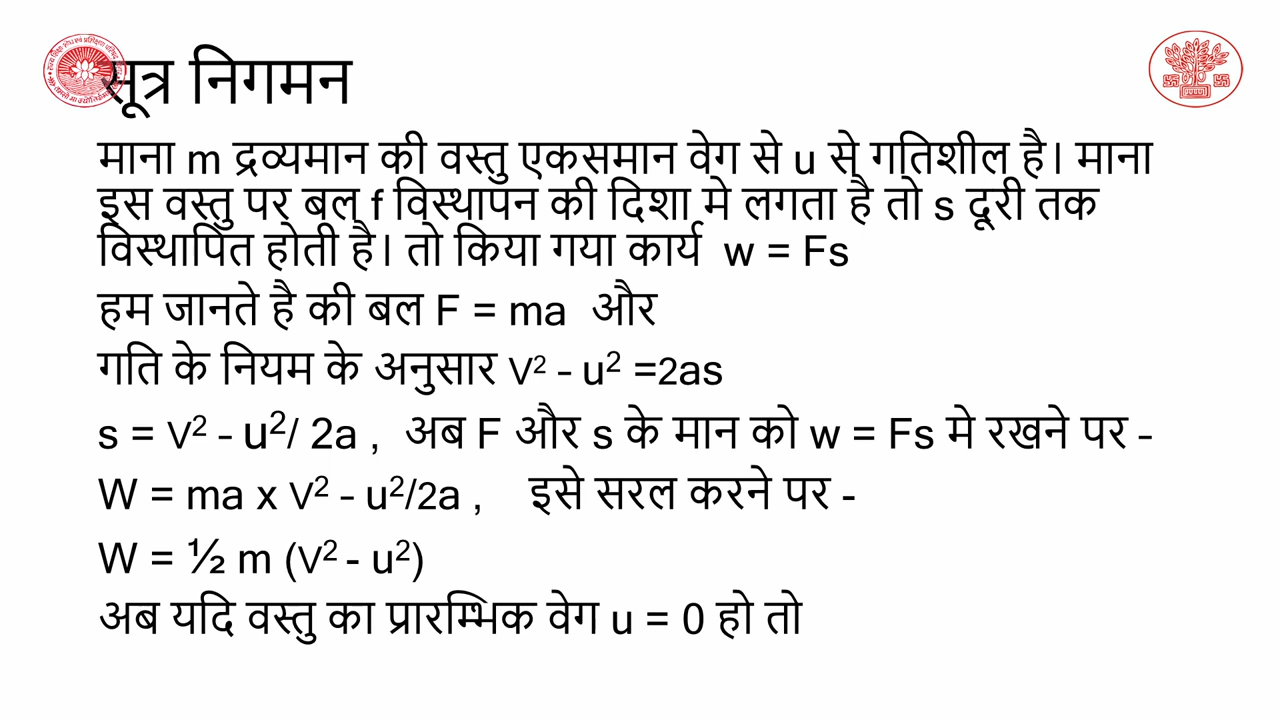 सूत्र निगमन
माना m द्रव्यमान की वस्तु एकसमान वेग से u से गतिशील है। माना
इस वस्तु पर बल f विस्थापन की दिशा मे लगता है तो s दूरी तक
विस्थापित होती है। तो किया गया कार्य w = Fs
हम जानते है की बल F = ma और
गति के नियम के अनुसार V² – u² =2as
s = V² – u²/ 2a , अब F और s के मान को w = Fs मे रखने पर –
W = ma x V² – u²/2a , इसे सरल करने पर -
W = ½ m (V² - u²)
अब यदि वस्तु का प्रारम्भिक वेग u = 0 हो तो